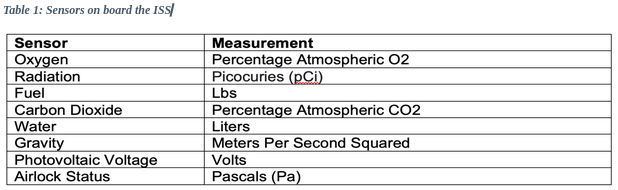 Table 1: Sensors on board the ISS
Sensor Measurement
Oxygen Percentage Atmospheric O2
Radiation Picocuries (pCi)
Fuel Lbs
Carbon Dioxide Percentage Atmospheric CO2
Water Liters
Gravity Meters Per Second Squared
Photovoltaic Voltage Volts
Airlock Status Pascals (Pa)